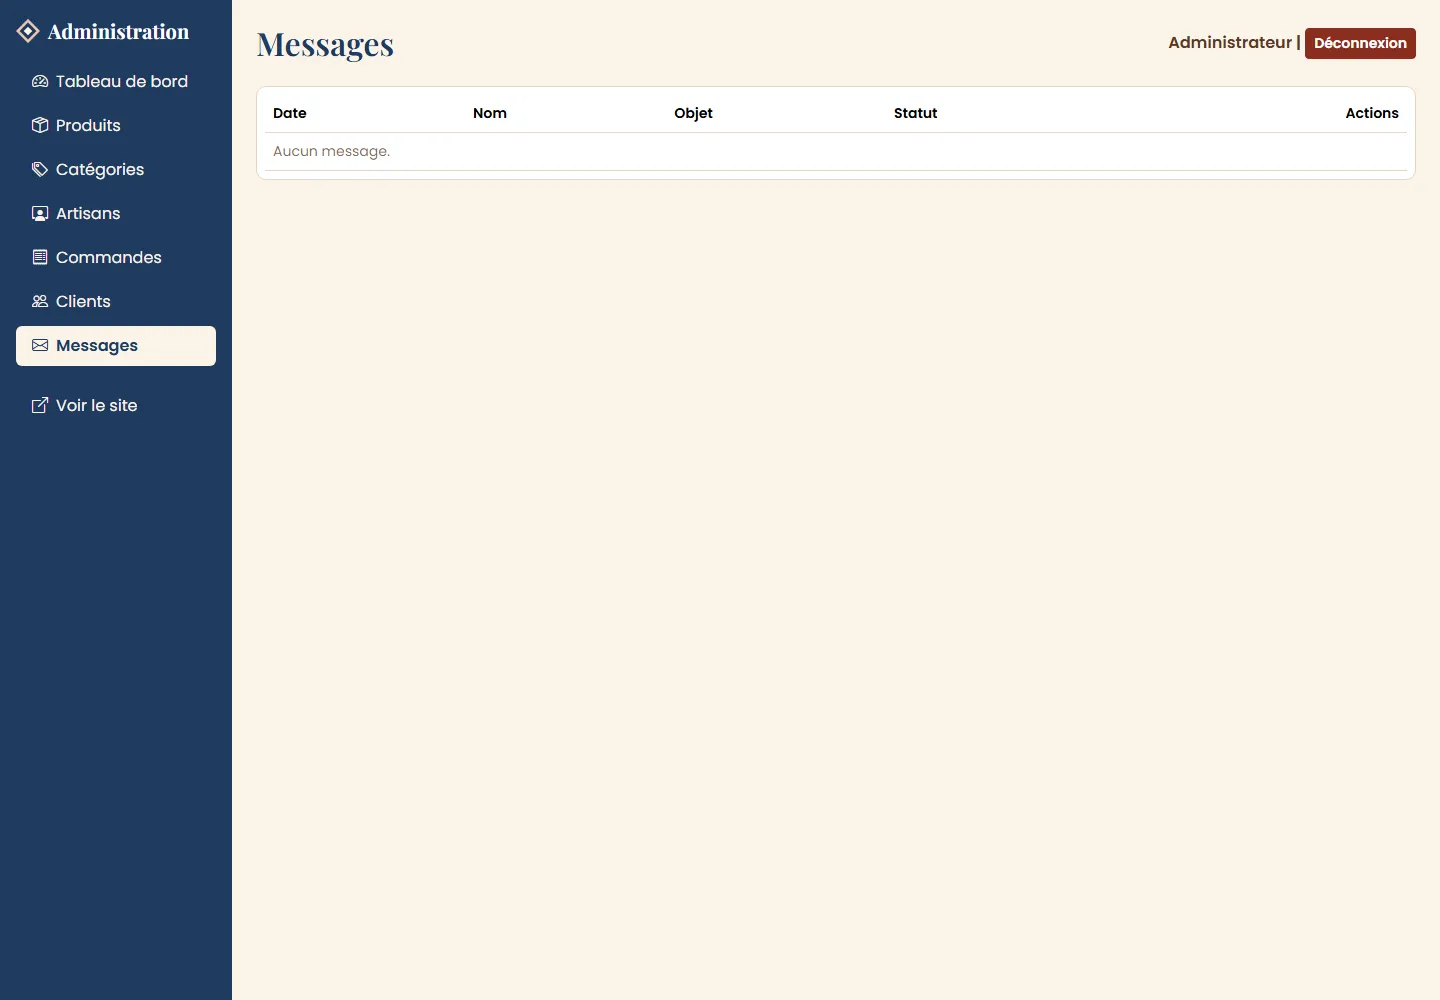 Administration
Tableau de bord
Produits
Catégories
Artisans
Commandes
Clients
Messages
Voir le site
Messages
Administrateur | Déconnexion
Date Nom Objet Statut Actions
Aucun message.